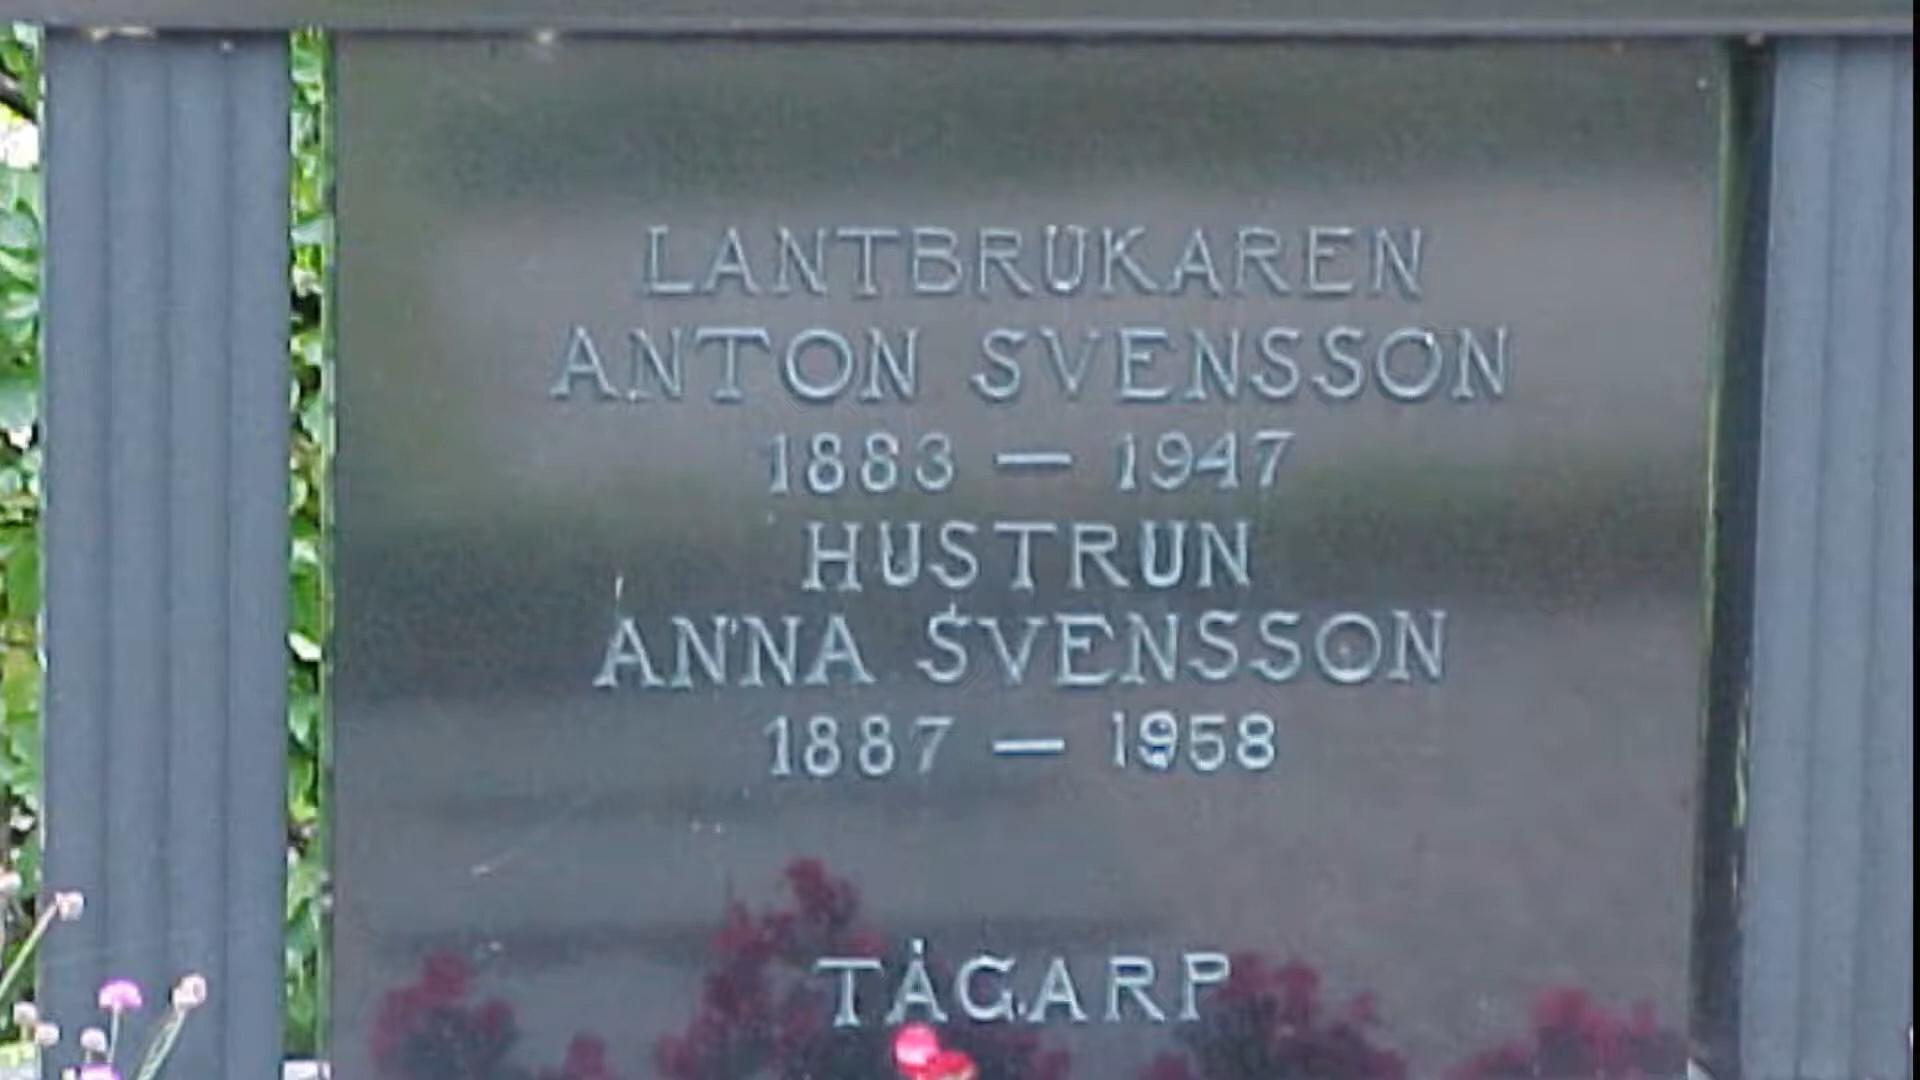 LANTBRUKAREN
ANTON SVENSSON
1883 — 1947
HUSTRUN
ANNA SVENSSON
1887 — 1958
TÅGARP